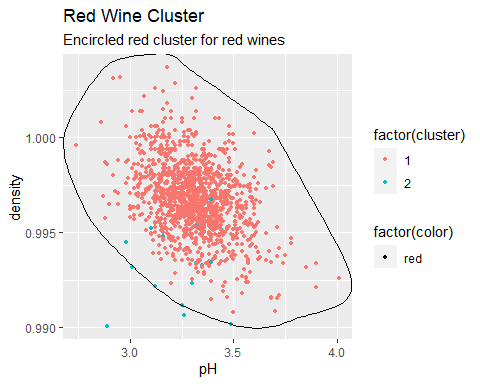 Red Wine Cluster
Encircled red cluster for red wines
density
1.000
0.995
0.990
3.0
3.5
4.0
pH
factor(cluster)
1
2
factor(color)
red